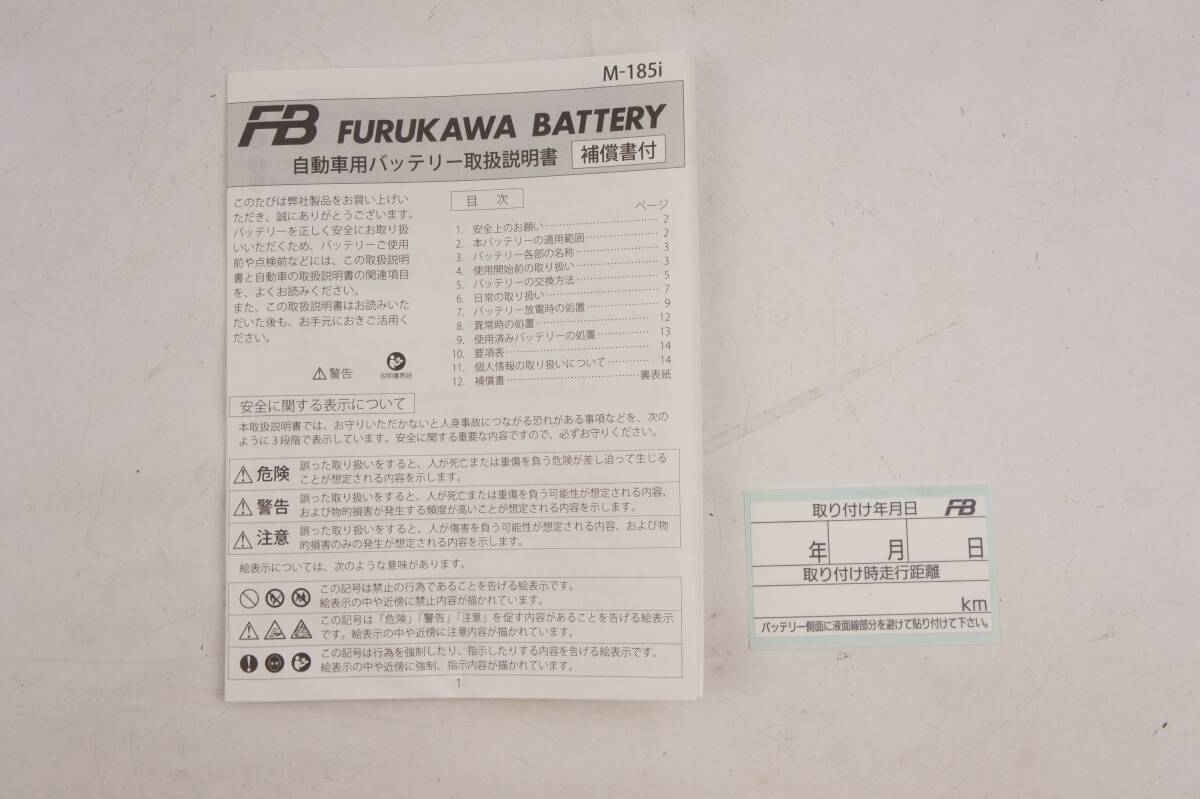 M-185i
FB FURUKAWA BATTERY
自動車用バッテリー取扱説明書 補償書付
このたびは弊社製品をお買い上げい
ただき、誠にありがとうございます。
バッテリーを正しく安全にお取り扱
いいただくため、バッテリーご使用
前や点検前などには、この取扱説明
書と自動車の取扱説明書の関連項目
を、よくお読みください。
また、この取扱説明書はお読みいた
だいた後も、お手元におきご活用く
ださい。
警告
説明書熟読
目 次
ページ
1. 安全上のお願い 2
2. 本バッテリーの適用範囲 2
3. バッテリー各部の名称 3
4. 使用開始前の取り扱い 3
5. バッテリーの交換方法 5
6. 日常の取り扱い 7
7. バッテリー放電時の処置 9
8. 異常時の処置 12
9. 使用済みバッテリーの処置 13
10. 要項表 14
11. 個人情報の取り扱いについて 14
12. 補償書 裏表紙
安全に関する表示について
本取扱説明書では、お守りいただかないと人身事故につながる恐れがある事項などを、次の
ように3段階で表示しています。安全に関する重要な内容ですので、必ずお守りください。
危険 誤った取り扱いをすると、人が死亡または重傷を負う危険が差し迫って生じる
ことが想定される内容を示します。
警告 誤った取り扱いをすると、人が死亡または重傷を負う可能性が想定される内容、
および物的損害が発生する頻度が高いことが想定される内容を示します。
注意 誤った取り扱いをすると、人が傷害を負う可能性が想定される内容、および物
的損害のみの発生が想定される内容を示します。
絵表示については、次のような意味があります。
この記号は禁止の行為であることを告げる絵表示です。
絵表示の中や近傍に禁止内容が描かれています。
この記号は「危険」「警告」「注意」を促す内容があることを告げる絵表示
です。絵表示の中や近傍に注意内容が描かれています。
この記号は行為を強制したり、指示したりする内容を告げる絵表示です。
絵表示の中や近傍に強制、指示内容が描かれています。
1
取り付け年月日 FB
年 月 日
取り付け時走行距離
km
バッテリー側面に液面線部分を避けて貼り付けて下さい。